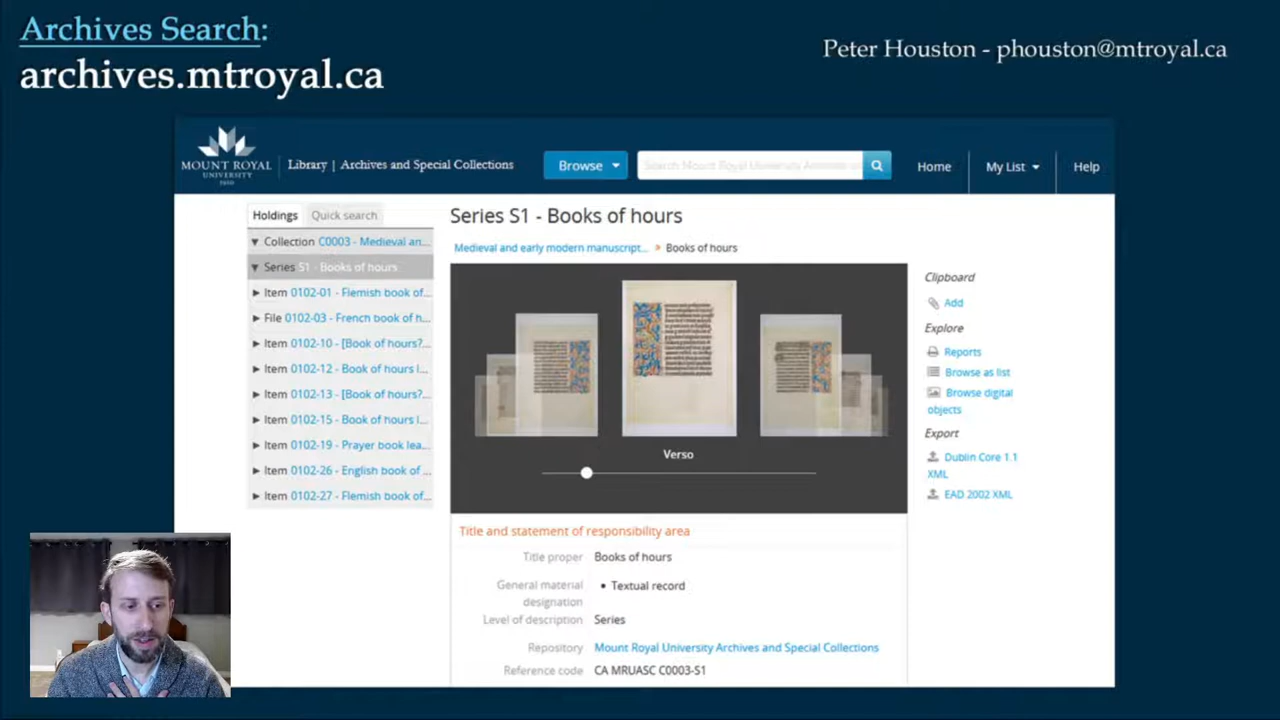 Archives Search:
archives.mtroyal.ca
Peter Houston - phouston@mtroyal.ca
MOUNT ROYAL
UNIVERSITY
1910
Library | Archives and Special Collections
Browse
Search Mount Royal University Archives
Home
My List
Help
Holdings
Quick search
Collection C0003 - Medieval an...
Series S1 - Books of hours
Item 0102-01 - Flemish book of...
File 0102-03 - French book of h...
Item 0102-10 - [Book of hours?...
Item 0102-12 - Book of hours l...
Item 0102-13 - [Book of hours?...
Item 0102-15 - Book of hours l...
Item 0102-19 - Prayer book lea...
Item 0102-26 - English book of ...
Item 0102-27 - Flemish book of...
Series S1 - Books of hours
Medieval and early modern manuscript... » Books of hours
Verso
Title and statement of responsibility area
Title proper Books of hours
General material • Textual record
designation
Level of description Series
Repository Mount Royal University Archives and Special Collections
Reference code CA MRUASC C0003-S1
Clipboard
Add
Explore
Reports
Browse as list
Browse digital
objects
Export
Dublin Core 1.1
XML
EAD 2002 XML